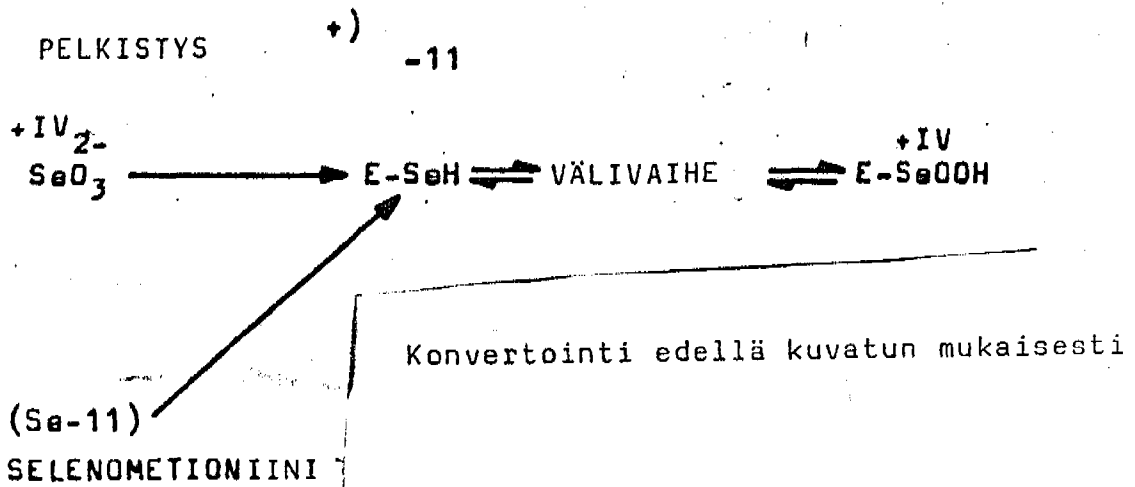 +)
PELKISTYS
-11
+IV 2-
SeO3 E-SeH VÄLIVAIHE +IV E-SeOOH
Konvertointi edellä kuvatun mukaisesti
(Se-11)
SELENOMETIONIINI